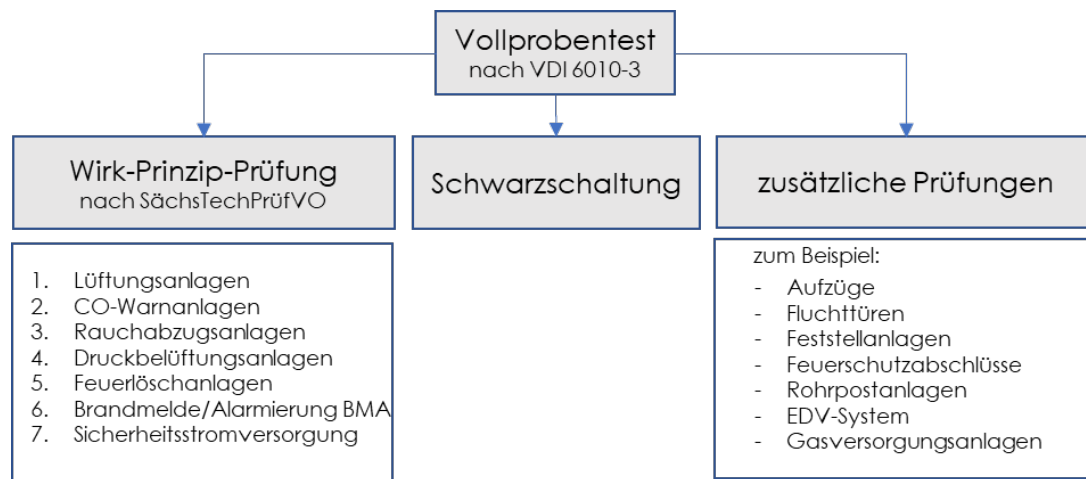 Vollprobentest
nach VDI 6010-3
Wirk-Prinzip-Prüfung
nach SächsTechPrüfVO
Schwarzschaltung
zusätzliche Prüfungen
1. Lüftungsanlagen
2. CO-Warnanlagen
3. Rauchabzugsanlagen
4. Druckbelüftungsanlagen
5. Feuerlöschanlagen
6. Brandmelde/Alarmierung BMA
7. Sicherheitsstromversorgung
zum Beispiel:
- Aufzüge
- Fluchttüren
- Feststellanlagen
- Feuerschutzabschlüsse
- Rohrpostanlagen
- EDV-System
- Gasversorgungsanlagen